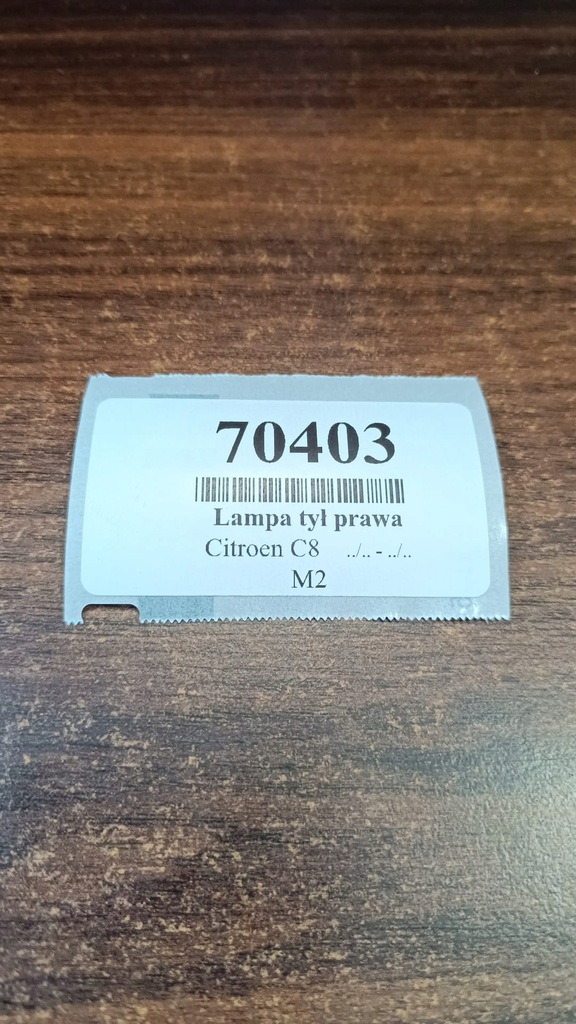 70403
Lampa tył prawa
Citroen C8 ../.. - ../..
M2